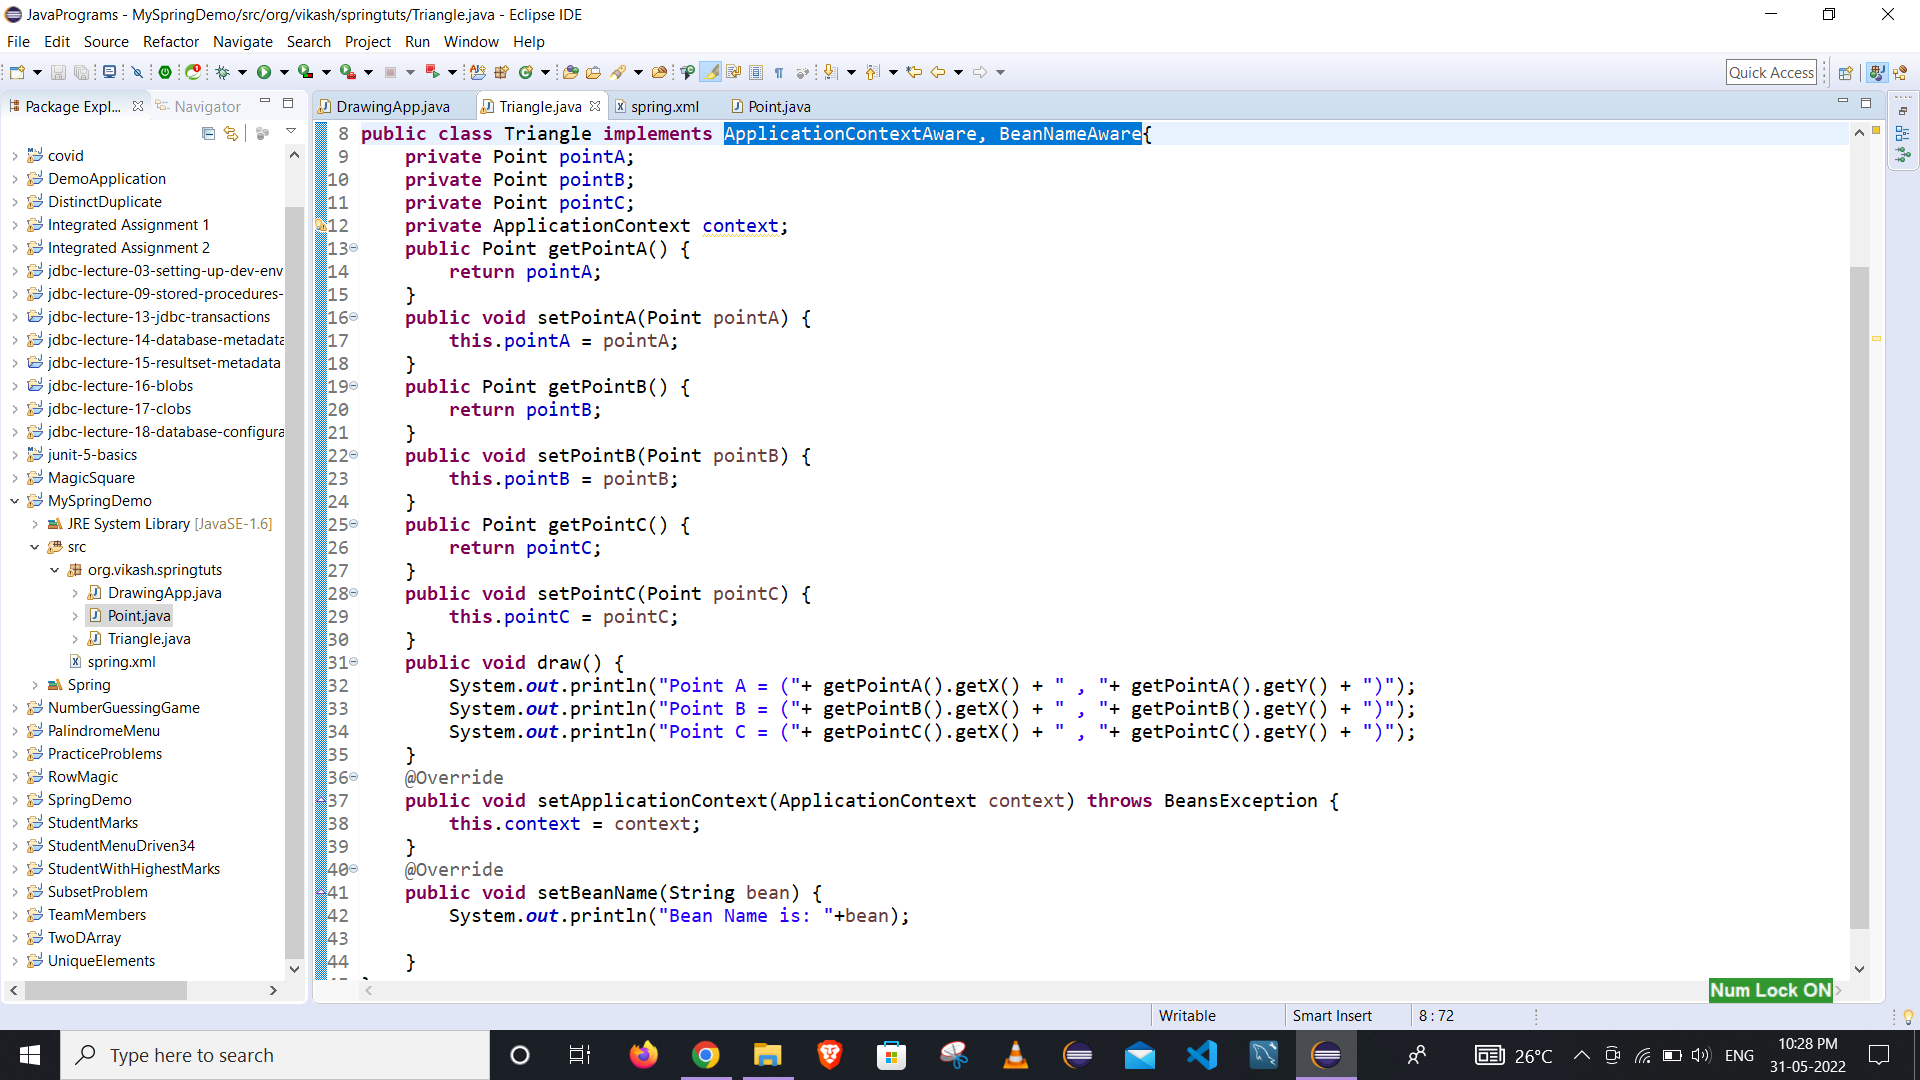 JavaPrograms - MySpringDemo/src/org/vikash/springtuts/Triangle.java - Eclipse IDE
File Edit Source Refactor Navigate Search Project Run Window Help
Quick Access
Package Expl... Navigator
covid
DemoApplication
DistinctDuplicate
Integrated Assignment 1
Integrated Assignment 2
jdbc-lecture-03-setting-up-dev-env
jdbc-lecture-09-stored-procedures-
jdbc-lecture-13-jdbc-transactions
jdbc-lecture-14-database-metadata
jdbc-lecture-15-resultset-metadata
jdbc-lecture-16-blobs
jdbc-lecture-17-clobs
jdbc-lecture-18-database-configura
junit-5-basics
MagicSquare
MySpringDemo
JRE System Library [JavaSE-1.6]
src
org.vikash.springtuts
DrawingApp.java
Point.java
Triangle.java
spring.xml
Spring
NumberGuessingGame
PalindromeMenu
PracticeProblems
RowMagic
SpringDemo
StudentMarks
StudentMenuDriven34
StudentWithHighestMarks
SubsetProblem
TeamMembers
TwoDArray
UniqueElements
DrawingApp.java Triangle.java spring.xml Point.java
8 public class Triangle implements ApplicationContextAware, BeanNameAware{
9 private Point pointA;
10 private Point pointB;
11 private Point pointC;
12 private ApplicationContext context;
13 public Point getPointA() {
14 return pointA;
15 }
16 public void setPointA(Point pointA) {
17 this.pointA = pointA;
18 }
19 public Point getPointB() {
20 return pointB;
21 }
22 public void setPointB(Point pointB) {
23 this.pointB = pointB;
24 }
25 public Point getPointC() {
26 return pointC;
27 }
28 public void setPointC(Point pointC) {
29 this.pointC = pointC;
30 }
31 public void draw() {
32 System.out.println("Point A = ("+ getPointA().getX() + " , "+ getPointA().getY() + ")");
33 System.out.println("Point B = ("+ getPointB().getX() + " , "+ getPointB().getY() + ")");
34 System.out.println("Point C = ("+ getPointC().getX() + " , "+ getPointC().getY() + ")");
35 }
36 @Override
37 public void setApplicationContext(ApplicationContext context) throws BeansException {
38 this.context = context;
39 }
40 @Override
41 public void setBeanName(String bean) {
42 System.out.println("Bean Name is: "+bean);
43
44 }
Num Lock ON
Writable Smart Insert 8 : 72
Type here to search
26°C ENG
10:28 PM
31-05-2022